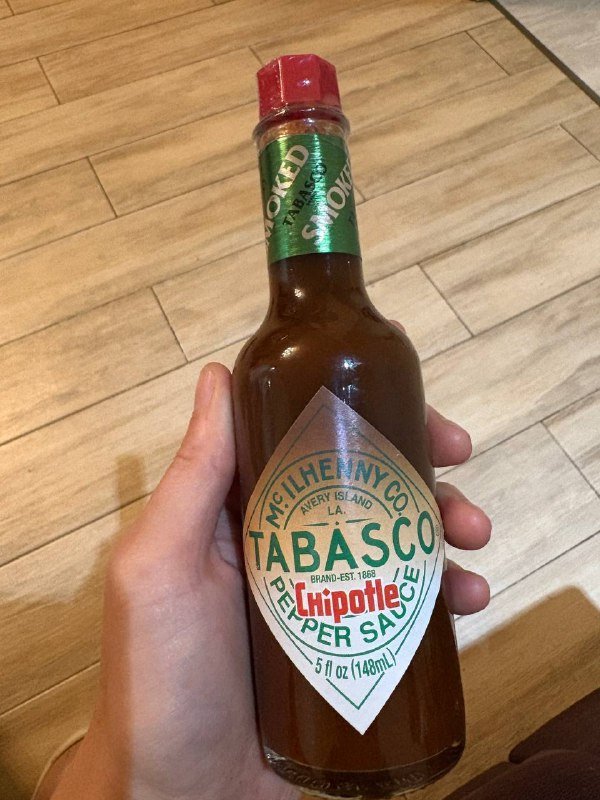 SMOKED
TABASCO
SMOKED
McILHENNY CO.
AVERY ISLAND
LA.
TABASCO
BRAND-EST. 1868
CHipotle
PEPPER SAUCE
5 fl oz (148mL)